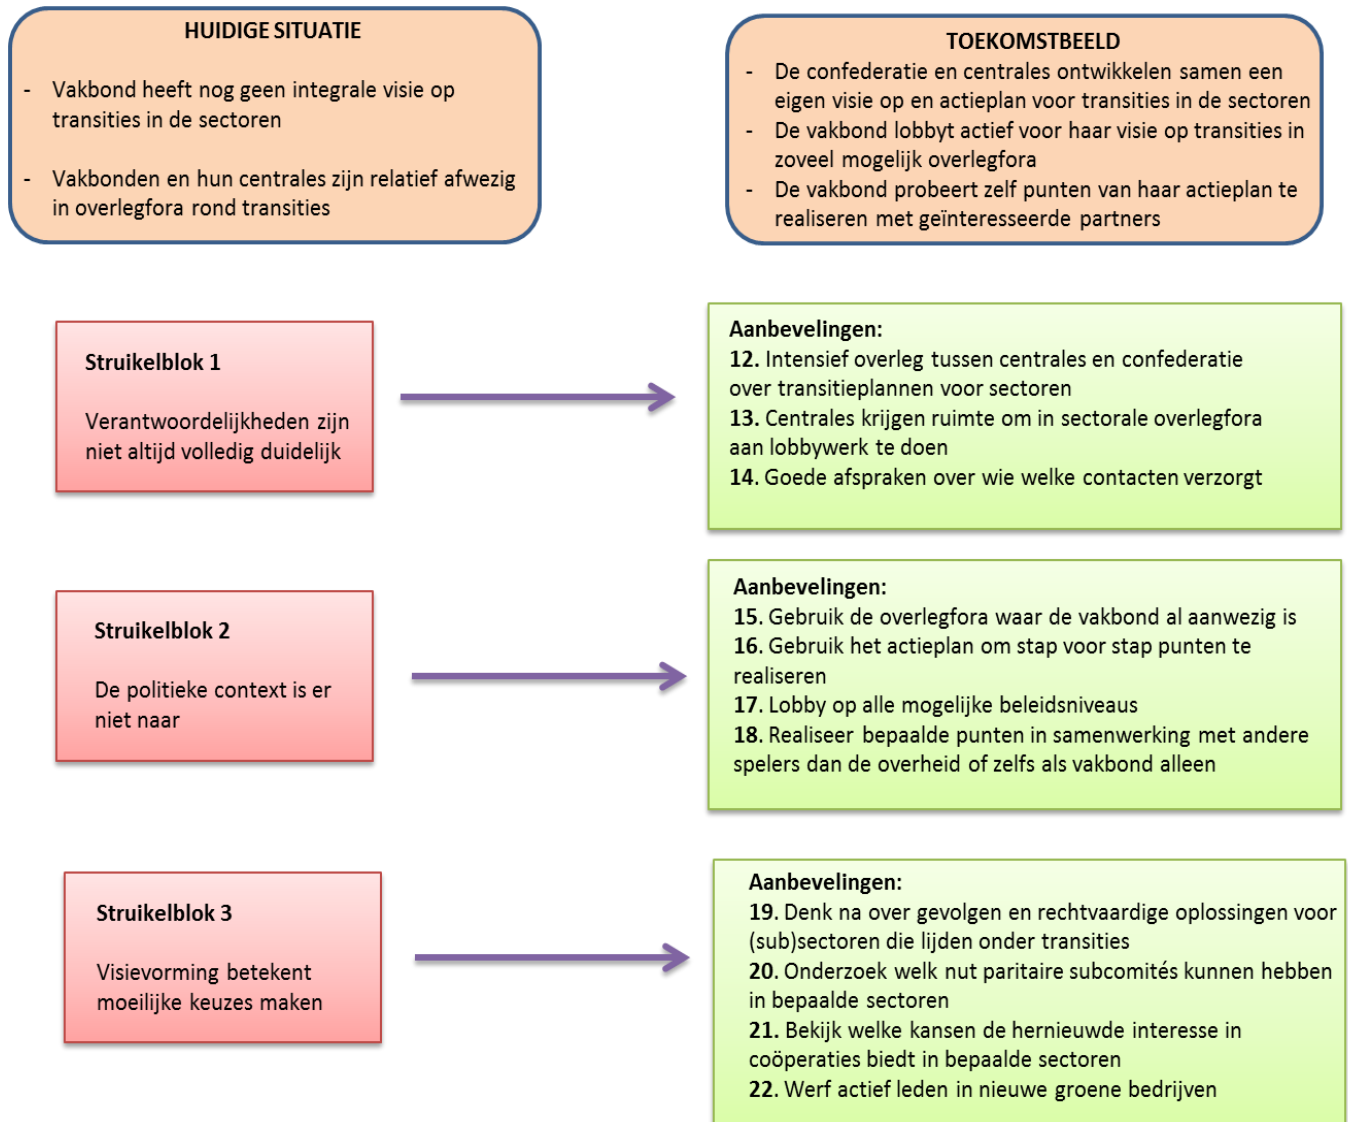 HUIDIGE SITUATIE
- Vakbond heeft nog geen integrale visie op
transities in de sectoren
- Vakbonden en hun centrales zijn relatief afwezig
in overlegfora rond transities
TOEKOMSTBEELD
- De confederatie en centrales ontwikkelen samen een
eigen visie op en actieplan voor transities in de sectoren
- De vakbond lobbyt actief voor haar visie op transities in
zoveel mogelijk overlegfora
- De vakbond probeert zelf punten van haar actieplan te
realiseren met geïnteresseerde partners
Struikelblok 1
Verantwoordelijkheden zijn
niet altijd volledig duidelijk
Aanbevelingen:
12. Intensief overleg tussen centrales en confederatie
over transitieplannen voor sectoren
13. Centrales krijgen ruimte om in sectorale overlegfora
aan lobbywerk te doen
14. Goede afspraken over wie welke contacten verzorgt
Struikelblok 2
De politieke context is er
niet naar
Aanbevelingen:
15. Gebruik de overlegfora waar de vakbond al aanwezig is
16. Gebruik het actieplan om stap voor stap punten te
realiseren
17. Lobby op alle mogelijke beleidsniveaus
18. Realiseer bepaalde punten in samenwerking met andere
spelers dan de overheid of zelfs als vakbond alleen
Struikelblok 3
Visievorming betekent
moeilijke keuzes maken
Aanbevelingen:
19. Denk na over gevolgen en rechtvaardige oplossingen voor
(sub)sectoren die lijden onder transities
20. Onderzoek welk nut paritaire subcomités kunnen hebben
in bepaalde sectoren
21. Bekijk welke kansen de hernieuwde interesse in
coöperaties biedt in bepaalde sectoren
22. Werf actief leden in nieuwe groene bedrijven